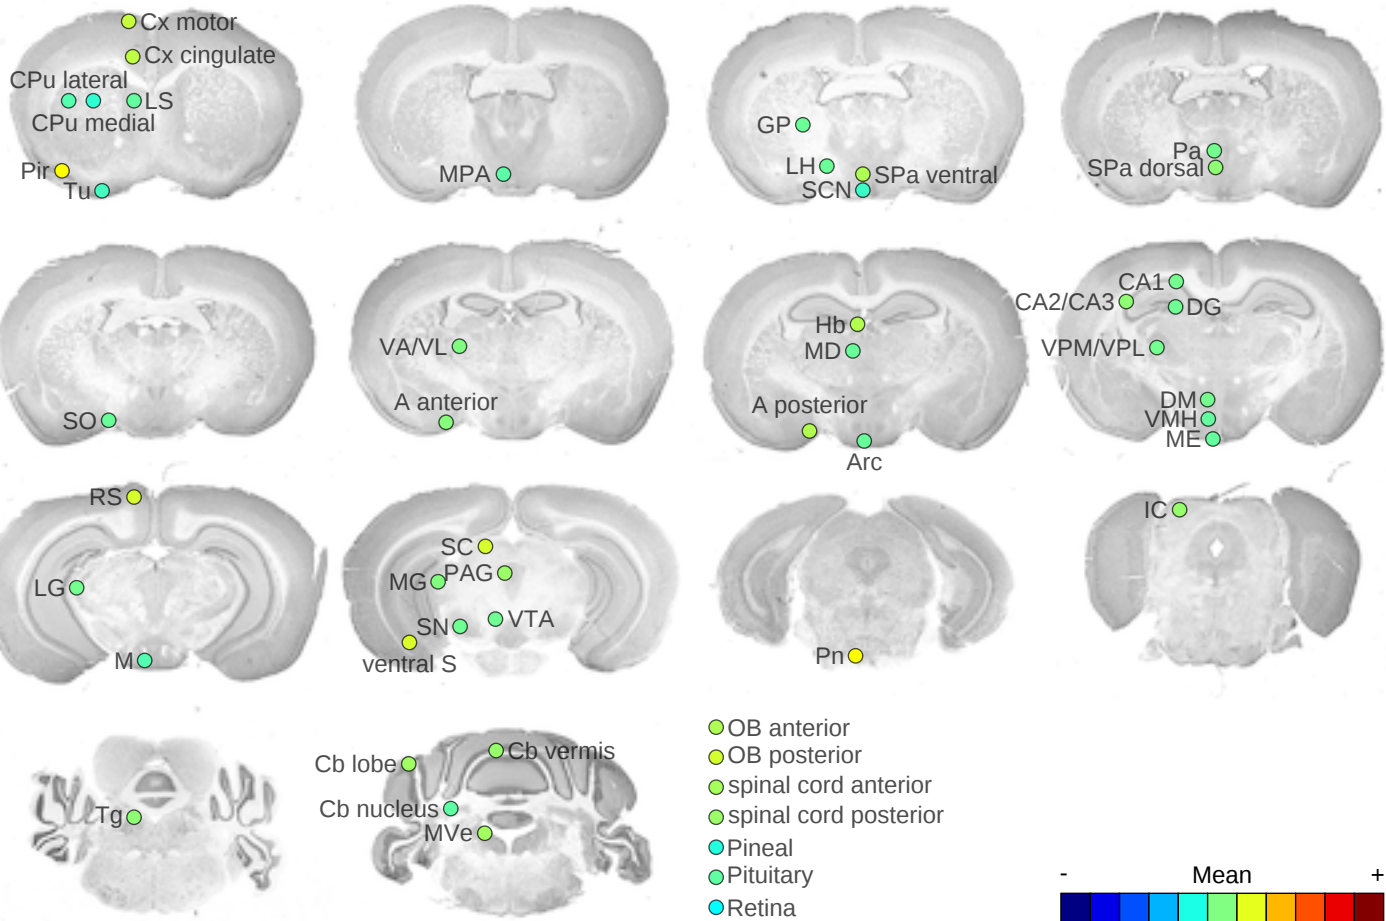 Cx motor
Cx cingulate
CPu lateral
LS
CPu medial
Pir
Tu
MPA
GP
LH
SPa ventral
SCN
Pa
SPa dorsal
SO
VA/VL
A anterior
Hb
MD
A posterior
Arc
CA1
CA2/CA3
DG
VPM/VPL
DM
VMH
ME
RS
LG
M
SC
MG
PAG
SN
VTA
ventral S
Pn
IC
Tg
Cb lobe
Cb vermis
Cb nucleus
MVe
OB anterior
OB posterior
spinal cord anterior
spinal cord posterior
Pineal
Pituitary
Retina
- Mean +